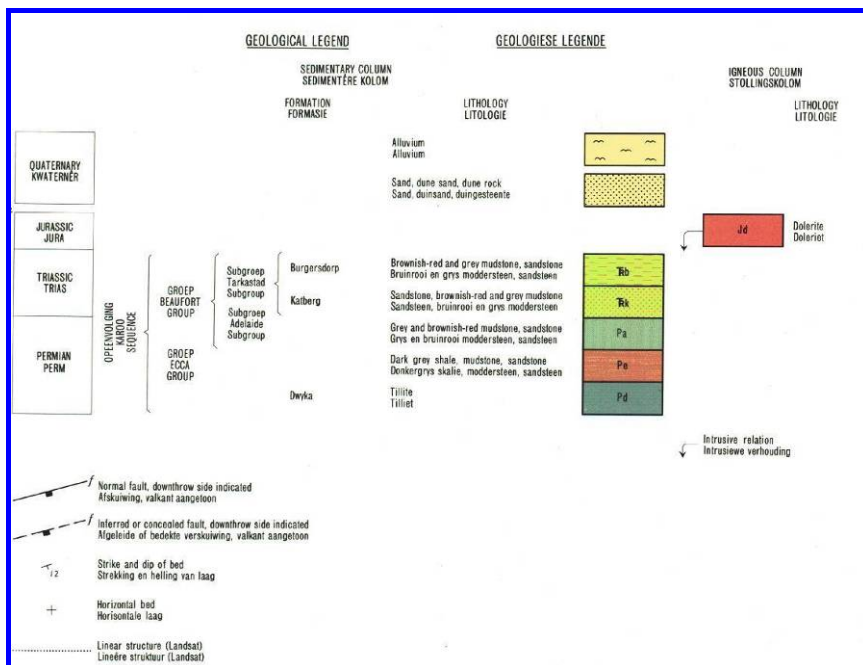 GEOLOGICAL LEGEND
GEOLOGIESE LEGENDE
SEDIMENTARY COLUMN
SEDIMENTÊRE KOLOM
IGNEOUS COLUMN
STOLLINGSKOLOM
FORMATION
FORMASIE
LITHOLOGY
LITOLOGIE
LITHOLOGY
LITOLOGIE
QUATERNARY
KWATERNÊR
Alluvium
Alluvium
Sand, dune sand, dune rock
Sand, duinsand, duingesteente
JURASSIC
JURA
Jd
Dolerite
Doleriet
TRIASSIC
TRIAS
PERMIAN
PERM
OPEENVOLGING
KAROO
SEQUENCE
GROEP
BEAUFORT
GROUP
GROEP
ECCA
GROUP
Subgroep
Tarkastad
Subgroup
Subgroep
Adelaide
Subgroup
Burgersdorp
Katberg
Dwyka
Brownish-red and grey mudstone, sandstone
Bruinrooi en grys moddersteen, sandsteen
Sandstone, brownish-red and grey mudstone
Sandsteen, bruinrooi en grys moddersteen
Grey and brownish-red mudstone, sandstone
Grys en bruinrooi moddersteen, sandsteen
Dark grey shale, mudstone, sandstone
Donkergrys skalie, moddersteen, sandsteen
Tillite
Tilliet
Ꞧb
Ꞧk
Pa
Pe
Pd
Intrusive relation
Intrusiewe verhouding
f
Normal fault, downthrow side indicated
Afskuiwing, valkant aangetoon
f
Inferred or concealed fault, downthrow side indicated
Afgeleide of bedekte verskuiwing, valkant aangetoon
12
Strike and dip of bed
Strekking en helling van laag
Horizontal bed
Horisontale laag
Linear structure (Landsat)
Lineêre struktuur (Landsat)